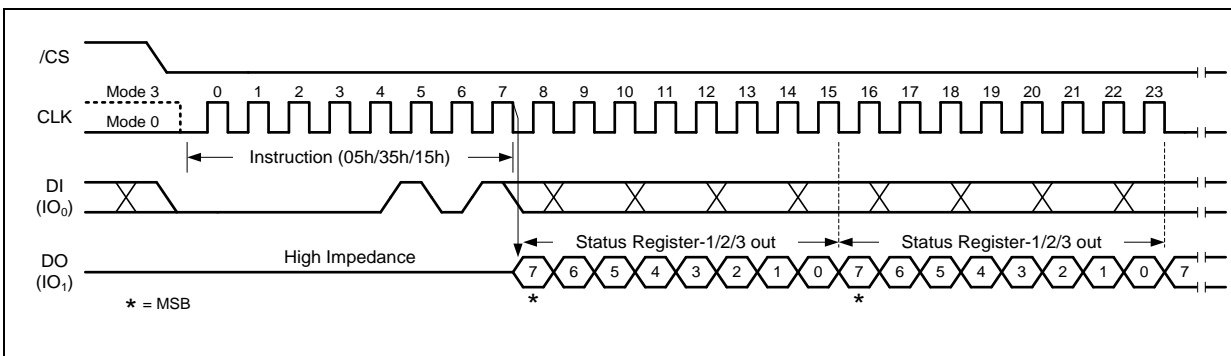 /CS
Mode 3
0 1 2 3 4 5 6 7 8 9 10 11 12 13 14 15 16 17 18 19 20 21 22 23
CLK
Mode 0
Instruction (05h/35h/15h)
DI
(IO₀)
Status Register-1/2/3 out Status Register-1/2/3 out
High Impedance
DO
(IO₁)
7 6 5 4 3 2 1 0 7 6 5 4 3 2 1 0 7
* *
* = MSB